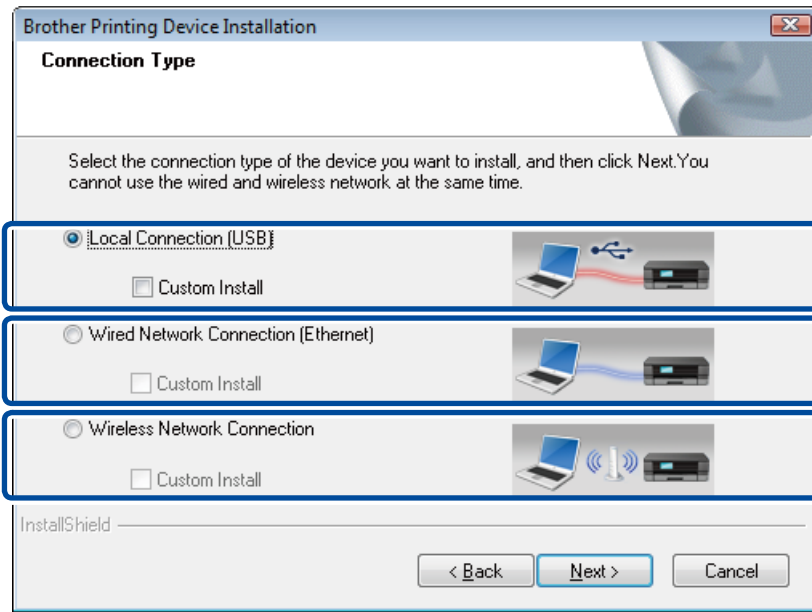 Brother Printing Device Installation
Connection Type
Select the connection type of the device you want to install, and then click Next.You
cannot use the wired and wireless network at the same time.
Local Connection (USB)
Custom Install
Wired Network Connection (Ethernet)
Custom Install
Wireless Network Connection
Custom Install
InstallShield
< Back Next > Cancel